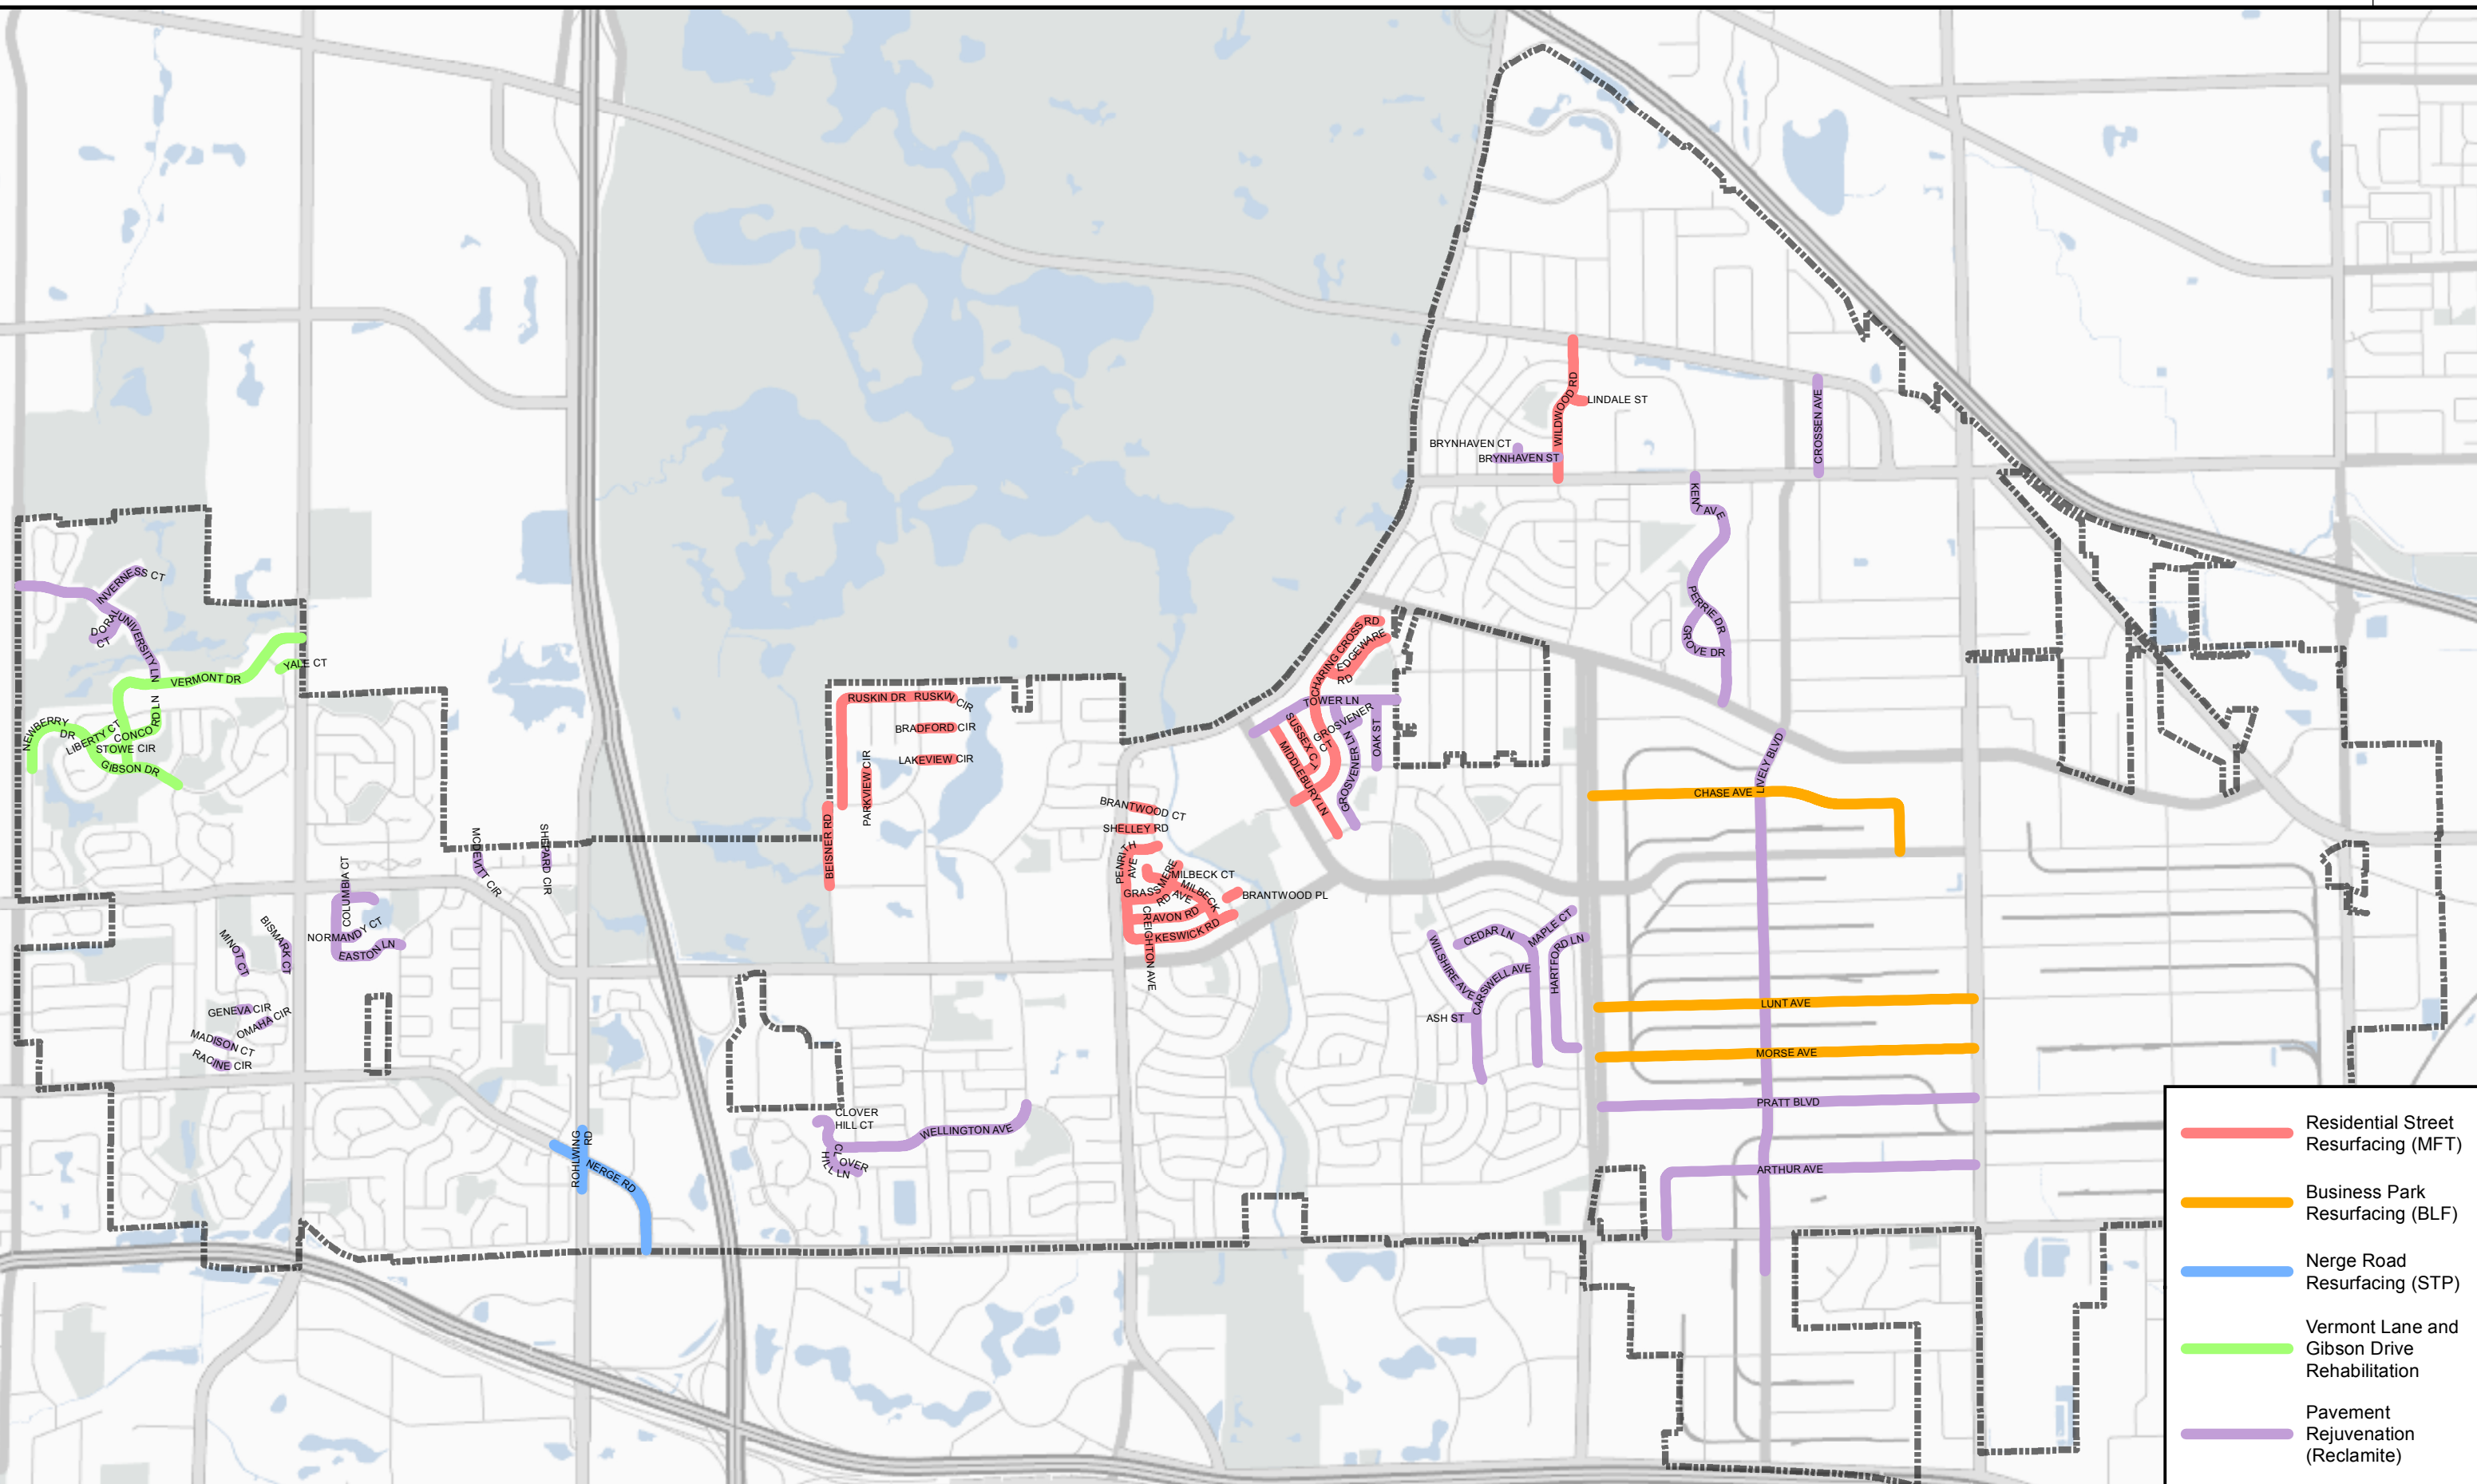 WILDWOOD RD
LINDALE ST
BRYNHAVEN CT
BRYNHAVEN ST
CROSSEN AVE
KENT AVE
PERRIE DR
GROVE DR
INVERNESS CT
DORAL
CT
UNIVERSITY LN
YALE CT
VERMONT DR
NEWBERRY
DR
LIBERTY CT
CONCORD LN
STOWE CIR
GIBSON DR
CHARING CROSS RD
EDGEWARE
RD
TOWER LN
SUSSEX CT
GROSVENER
CT
OAK ST
MIDDLEBURY LN
GROSVENER LN
RUSKIN DR
RUSKIN CIR
BRADFORD CIR
LAKEVIEW CIR
PARKVIEW CIR
BEISNER RD
LIVELY BLVD
CHASE AVE
BRANTWOOD CT
SHELLEY RD
PENRITH
AVE
GRASSMERE
RD
MILBECK CT
MILBECK
AVE
BRANTWOOD PL
AVON RD
KESWICK RD
CREIGHTON AVE
MCDEVITT CIR
SHEPARD CIR
COLUMBIA CT
NORMANDY CT
EASTON LN
BISMARK CT
MINOT CT
GENEVA CIR
OMAHA CIR
MADISON CT
RACINE CIR
WILSHIRE AVE
CEDAR LN
MAPLE CT
HARTFORD LN
CARSWELL AVE
ASH ST
LUNT AVE
MORSE AVE
PRATT BLVD
ARTHUR AVE
ROHLWING
RD
NERGE RD
CLOVER
HILL CT
WELLINGTON AVE
CLOVER
HILL LN
Residential Street
Resurfacing (MFT)
Business Park
Resurfacing (BLF)
Nerge Road
Resurfacing (STP)
Vermont Lane and
Gibson Drive
Rehabilitation
Pavement
Rejuvenation
(Reclamite)